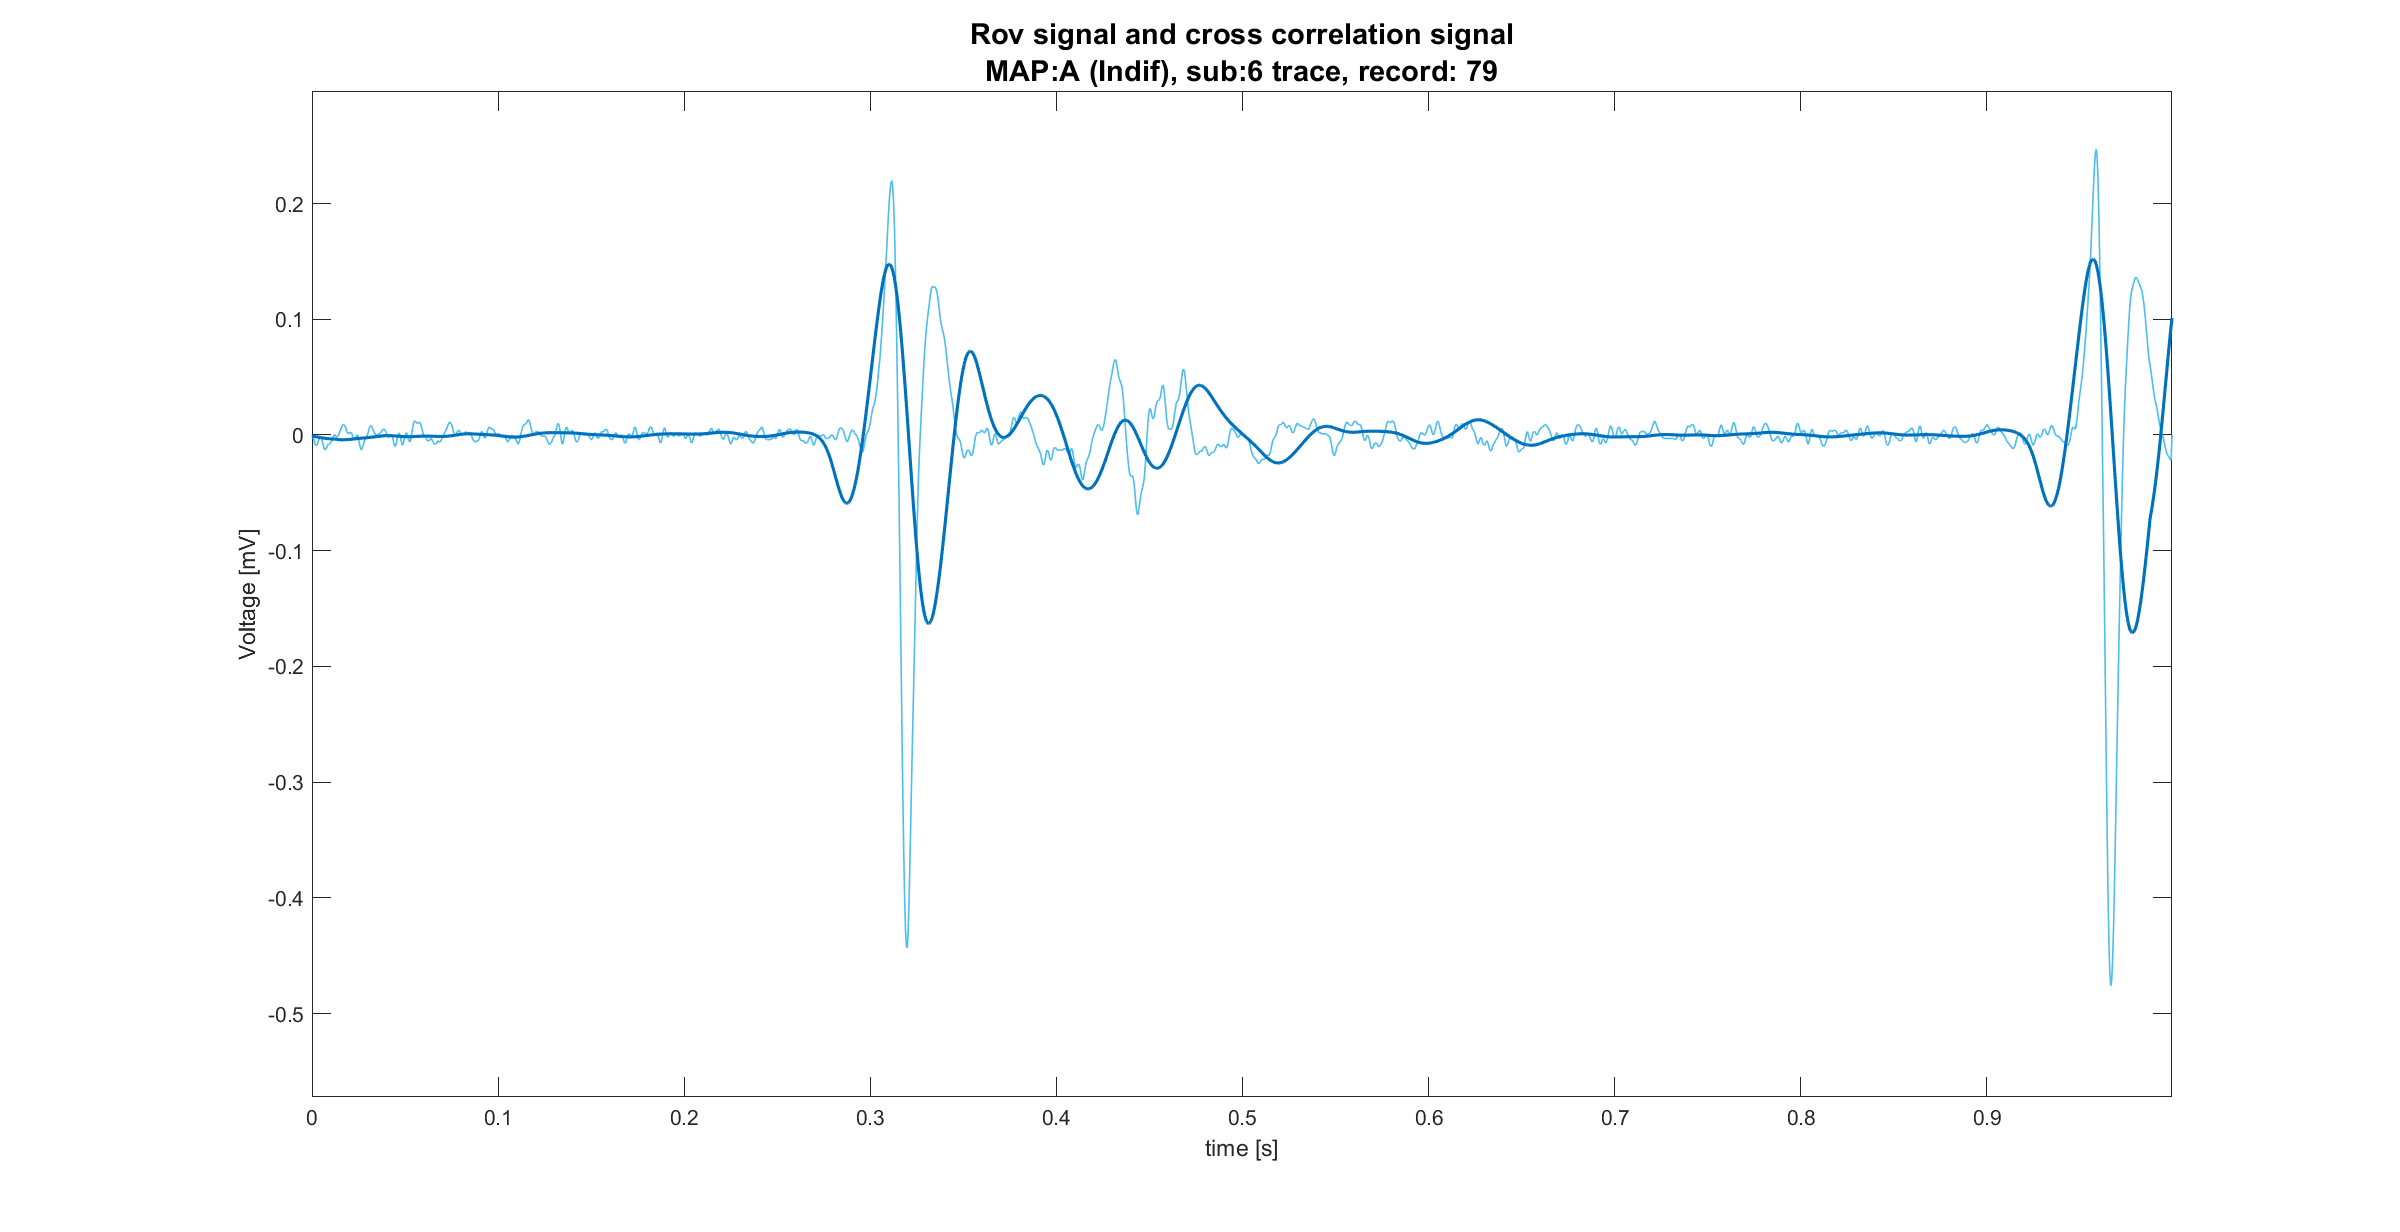 Rov signal and cross correlation signal
MAP:A (Indif), sub:6 trace, record: 79
0.2
0.1
0
-0.1
-0.2
-0.3
-0.4
-0.5
Voltage [mV]
0 0.1 0.2 0.3 0.4 0.5 0.6 0.7 0.8 0.9
time [s]